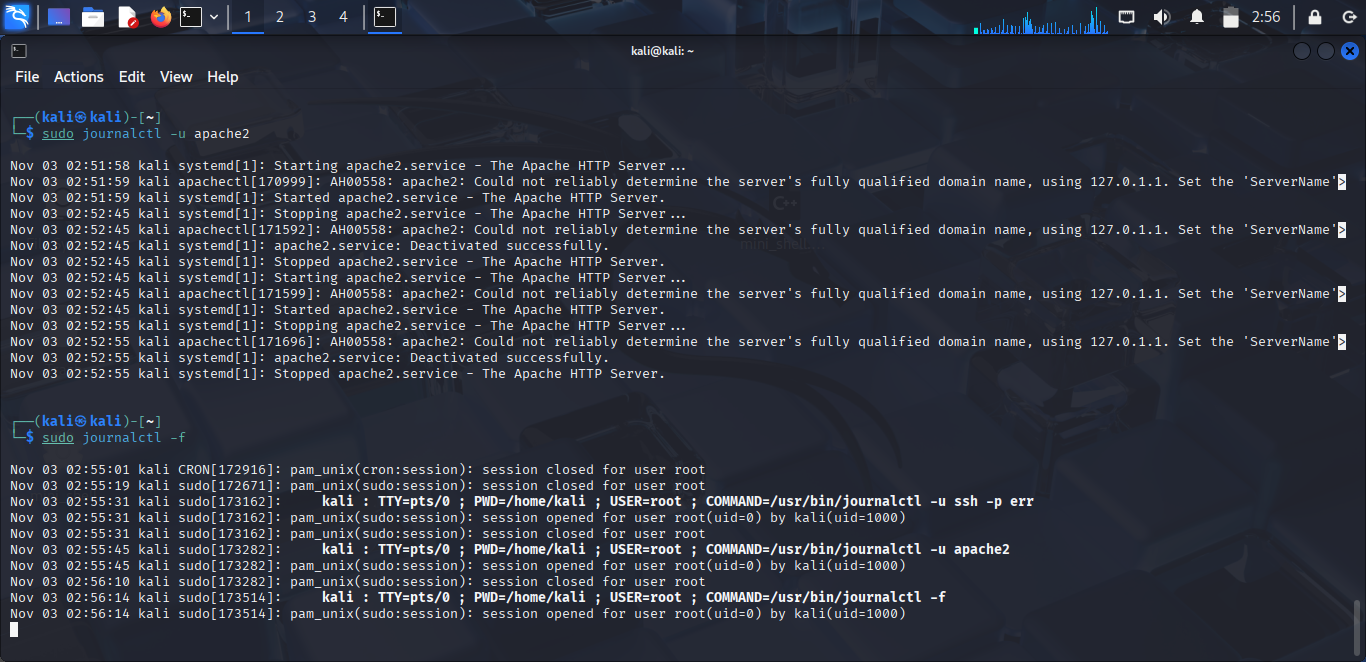 1 2 3 4 2:56
kali@kali: ~
File Actions Edit View Help
┌──(kali㉿kali)-[~]
└─$ sudo journalctl -u apache2
Nov 03 02:51:58 kali systemd[1]: Starting apache2.service - The Apache HTTP Server...
Nov 03 02:51:59 kali apachectl[170999]: AH00558: apache2: Could not reliably determine the server's fully qualified domain name, using 127.0.1.1. Set the 'ServerName'>
Nov 03 02:51:59 kali systemd[1]: Started apache2.service - The Apache HTTP Server.
Nov 03 02:52:45 kali systemd[1]: Stopping apache2.service - The Apache HTTP Server...
Nov 03 02:52:45 kali apachectl[171592]: AH00558: apache2: Could not reliably determine the server's fully qualified domain name, using 127.0.1.1. Set the 'ServerName'>
Nov 03 02:52:45 kali systemd[1]: apache2.service: Deactivated successfully.
Nov 03 02:52:45 kali systemd[1]: Stopped apache2.service - The Apache HTTP Server.
Nov 03 02:52:45 kali systemd[1]: Starting apache2.service - The Apache HTTP Server...
Nov 03 02:52:45 kali apachectl[171599]: AH00558: apache2: Could not reliably determine the server's fully qualified domain name, using 127.0.1.1. Set the 'ServerName'>
Nov 03 02:52:45 kali systemd[1]: Started apache2.service - The Apache HTTP Server.
Nov 03 02:52:55 kali systemd[1]: Stopping apache2.service - The Apache HTTP Server...
Nov 03 02:52:55 kali apachectl[171696]: AH00558: apache2: Could not reliably determine the server's fully qualified domain name, using 127.0.1.1. Set the 'ServerName'>
Nov 03 02:52:55 kali systemd[1]: apache2.service: Deactivated successfully.
Nov 03 02:52:55 kali systemd[1]: Stopped apache2.service - The Apache HTTP Server.
┌──(kali㉿kali)-[~]
└─$ sudo journalctl -f
Nov 03 02:55:01 kali CRON[172916]: pam_unix(cron:session): session closed for user root
Nov 03 02:55:19 kali sudo[172671]: pam_unix(sudo:session): session closed for user root
Nov 03 02:55:31 kali sudo[173162]:     kali : TTY=pts/0 ; PWD=/home/kali ; USER=root ; COMMAND=/usr/bin/journalctl -u ssh -p err
Nov 03 02:55:31 kali sudo[173162]: pam_unix(sudo:session): session opened for user root(uid=0) by kali(uid=1000)
Nov 03 02:55:31 kali sudo[173162]: pam_unix(sudo:session): session closed for user root
Nov 03 02:55:45 kali sudo[173282]:     kali : TTY=pts/0 ; PWD=/home/kali ; USER=root ; COMMAND=/usr/bin/journalctl -u apache2
Nov 03 02:55:45 kali sudo[173282]: pam_unix(sudo:session): session opened for user root(uid=0) by kali(uid=1000)
Nov 03 02:56:10 kali sudo[173282]: pam_unix(sudo:session): session closed for user root
Nov 03 02:56:14 kali sudo[173514]:     kali : TTY=pts/0 ; PWD=/home/kali ; USER=root ; COMMAND=/usr/bin/journalctl -f
Nov 03 02:56:14 kali sudo[173514]: pam_unix(sudo:session): session opened for user root(uid=0) by kali(uid=1000)